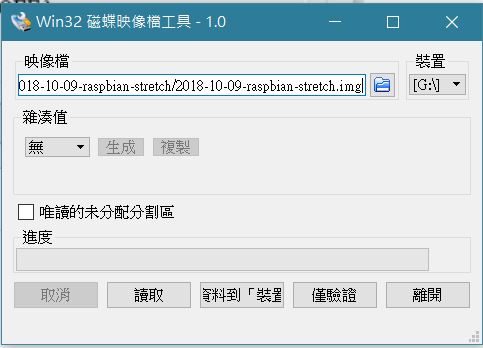 Win32 磁碟映像檔工具 - 1.0
映像檔 裝置
018-10-09-raspbian-stretch/2018-10-09-raspbian-stretch.img [G:\]
雜湊值
無 生成 複製
唯讀的未分配分割區
進度
取消 讀取 資料到「裝置 僅驗證 離開